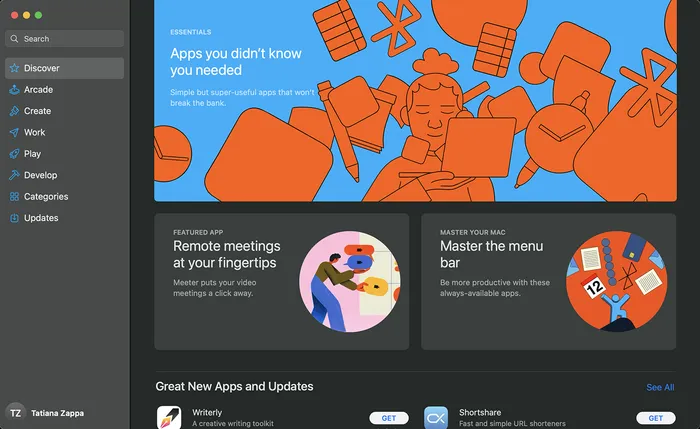 Search
Discover
Arcade
Create
Work
Play
Develop
Categories
Updates
TZ
Tatiana Zappa
ESSENTIALS
Apps you didn’t know
you needed
Simple but super-useful apps that won’t
break the bank.
FEATURED APP
Remote meetings
at your fingertips
Meeter puts your video
meetings a click away.
MASTER YOUR MAC
Master the menu
bar
Be more productive with these
always-available apps.
12
Great New Apps and Updates
See All
Writerly
A creative writing toolkit
GET
Shortshare
Fast and simple URL shorteners
GET